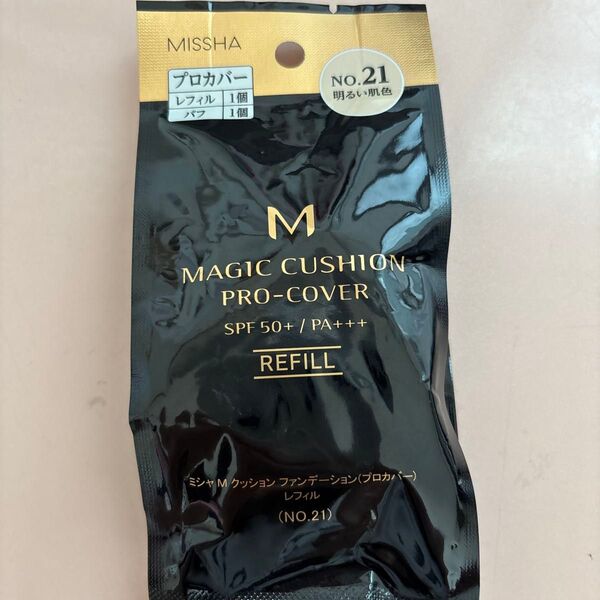 MISSHA
プロカバー
レフィル 1個
パフ 1個
NO.21
明るい肌色
M
MAGIC CUSHION
PRO-COVER
SPF 50+ / PA+++
REFILL
ミシャ M クッション ファンデーション(プロカバー)
レフィル
(NO.21)